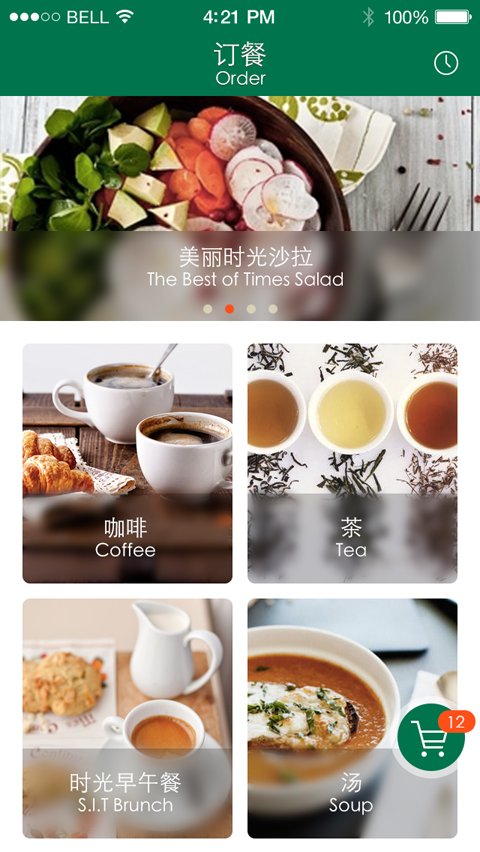 BELL 4:21 PM 100%
订餐
Order
美丽时光沙拉
The Best of Times Salad
咖啡
Coffee
茶
Tea
时光早午餐
S.I.T Brunch
汤
Soup
12